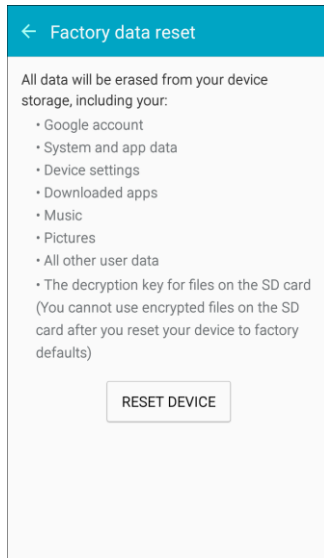 ← Factory data reset
All data will be erased from your device
storage, including your:
• Google account
• System and app data
• Device settings
• Downloaded apps
• Music
• Pictures
• All other user data
• The decryption key for files on the SD card
(You cannot use encrypted files on the SD
card after you reset your device to factory
defaults)
RESET DEVICE